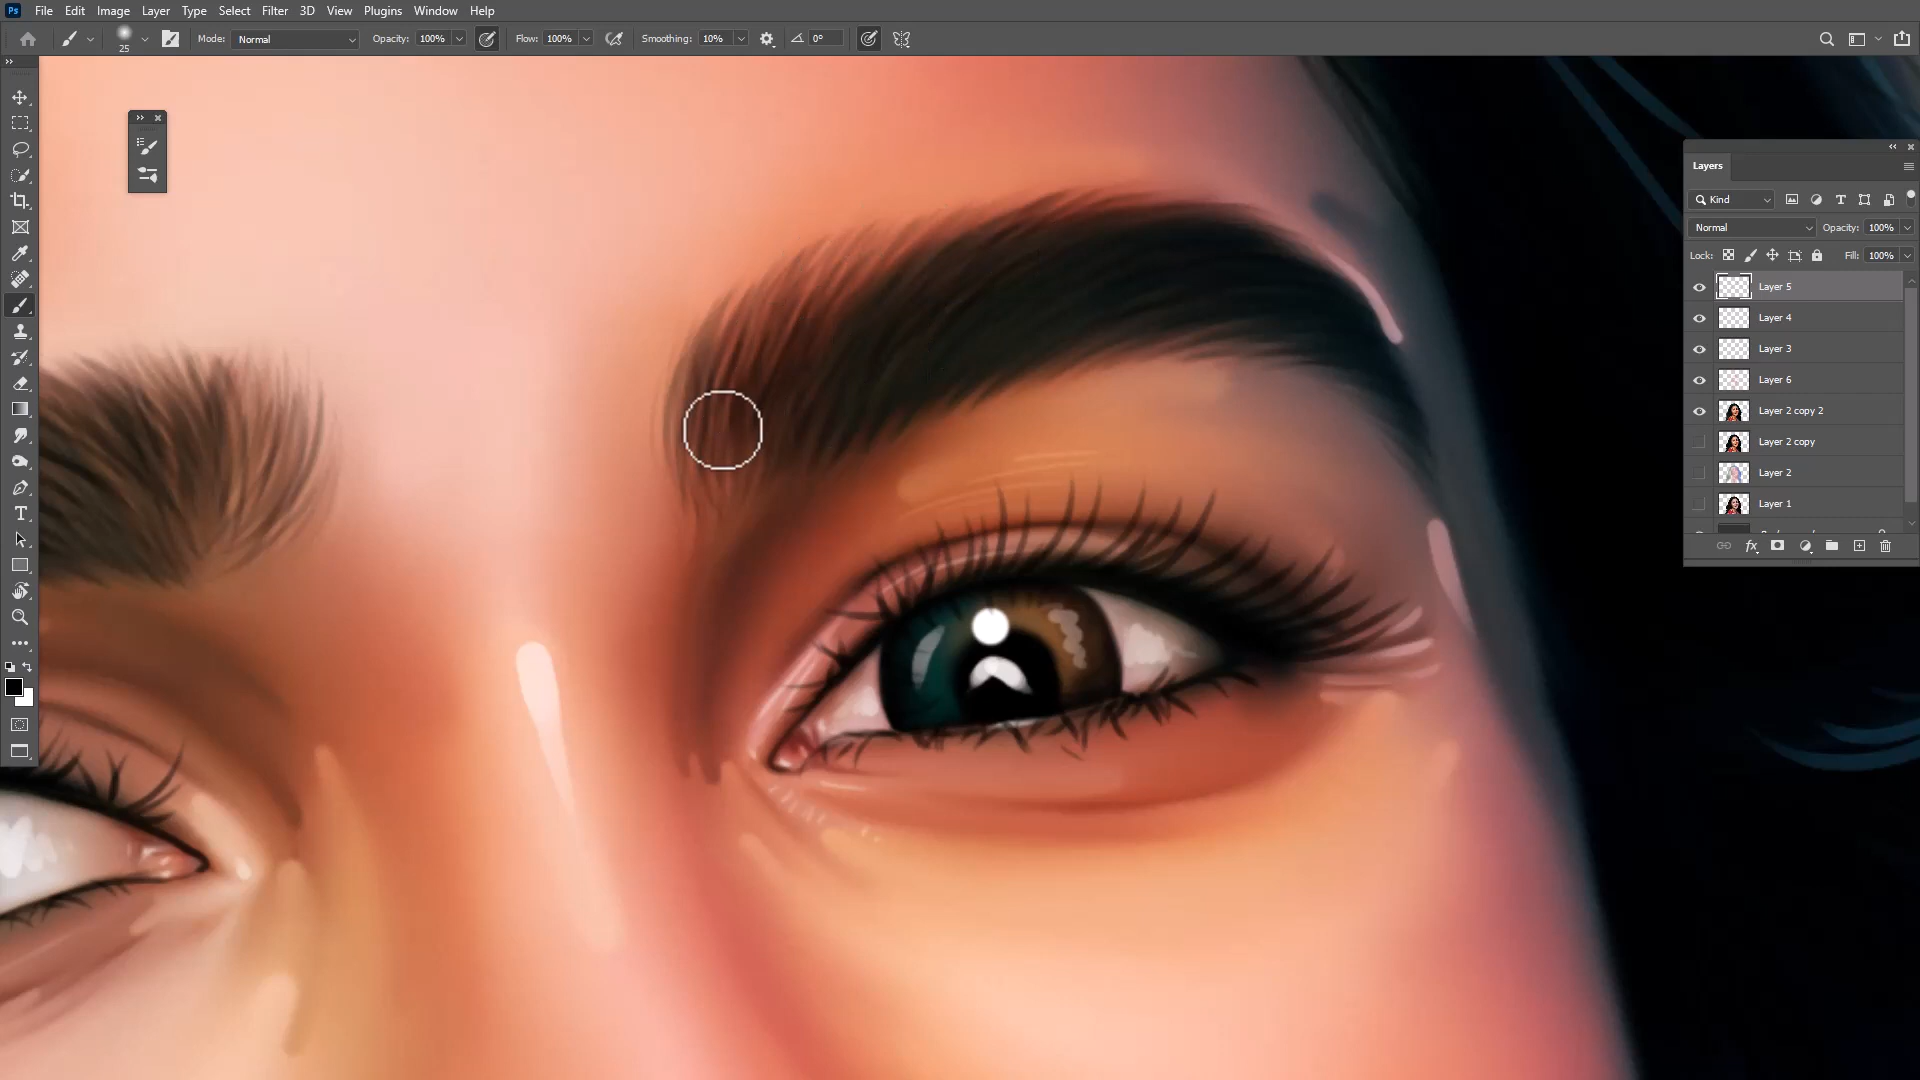 Ps File Edit Image Layer Type Select Filter 3D View Plugins Window Help
25 Mode: Normal Opacity: 100% Flow: 100% Smoothing: 10% 0°
Layers
Kind
Normal Opacity: 100%
Lock: Fill: 100%
Layer 5
Layer 4
Layer 3
Layer 6
Layer 2 copy 2
Layer 2 copy
Layer 2
Layer 1
fx